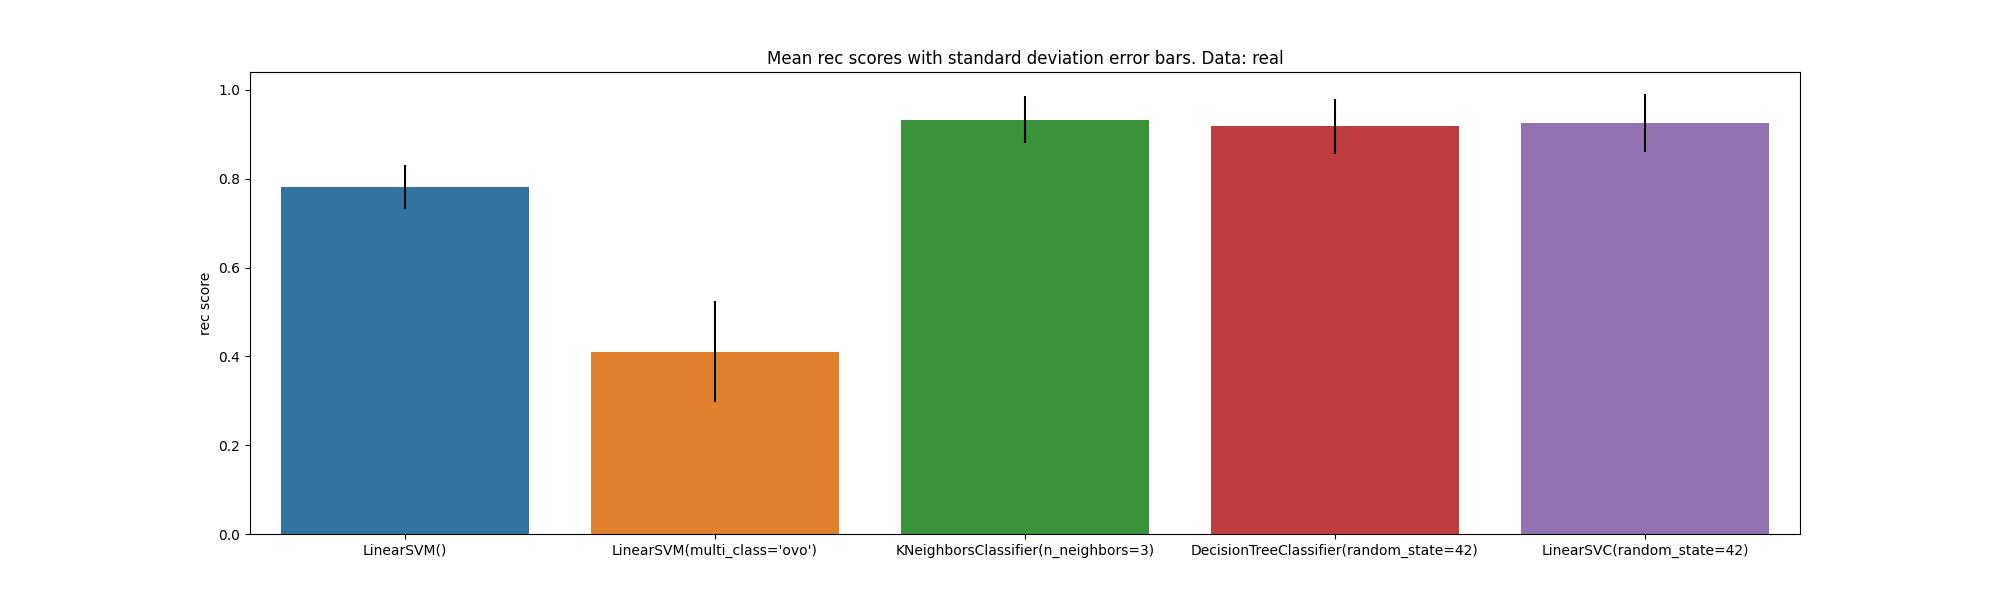 Mean rec scores with standard deviation error bars. Data: real
rec score
1.0
0.8
0.6
0.4
0.2
0.0
LinearSVM()
LinearSVM(multi_class='ovo')
KNeighborsClassifier(n_neighbors=3)
DecisionTreeClassifier(random_state=42)
LinearSVC(random_state=42)